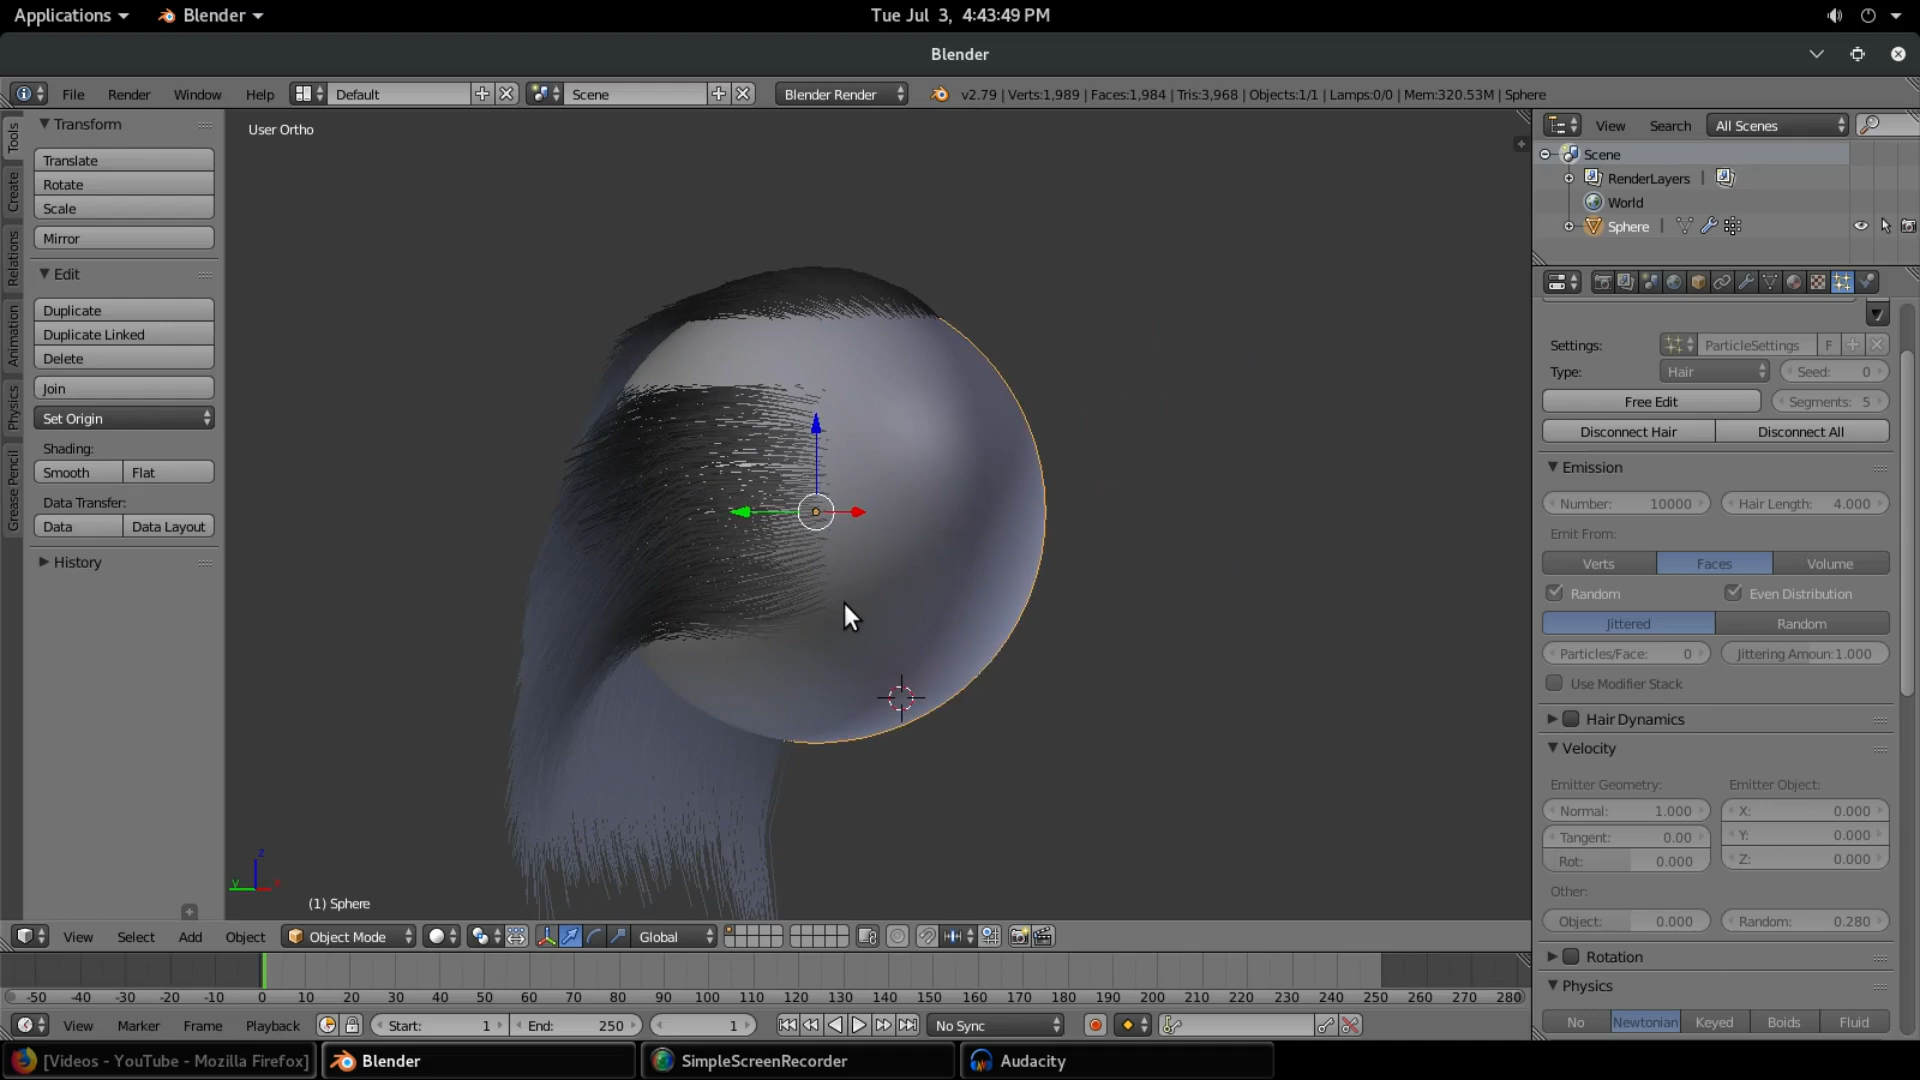 Applications Blender Tue Jul 3, 4:43:49 PM
Blender
File Render Window Help Default Scene Blender Render v2.79 | Verts:1,989 | Faces:1,984 | Tris:3,968 | Objects:1/1 | Lamps:0/0 | Mem:320.53M | Sphere
Tools
Create
Relations
Animation
Physics
Grease Pencil
Transform
Translate
Rotate
Scale
Mirror
Edit
Duplicate
Duplicate Linked
Delete
Join
Set Origin
Shading:
Smooth Flat
Data Transfer:
Data Data Layout
History
User Ortho
z
y x
(1) Sphere
View Search All Scenes
Scene
RenderLayers |
World
Sphere |
Settings: ParticleSettings F
Type: Hair Seed: 0
Free Edit Segments: 5
Disconnect Hair Disconnect All
Emission
Number: 10000 Hair Length: 4.000
Emit From:
Verts Faces Volume
Random Even Distribution
Jittered Random
Particles/Face: 0 Jittering Amoun:1.000
Use Modifier Stack
Hair Dynamics
Velocity
Emitter Geometry: Emitter Object:
Normal: 1.000 X: 0.000
Tangent: 0.00 Y: 0.000
Rot: 0.000 Z: 0.000
Other:
Object: 0.000 Random: 0.280
Rotation
Physics
No Newtonian Keyed Boids Fluid
View Select Add Object Object Mode Global
-50 -40 -30 -20 -10 0 10 20 30 40 50 60 70 80 90 100 110 120 130 140 150 160 170 180 190 200 210 220 230 240 250 260 270 280
View Marker Frame Playback Start: 1 End: 250 1 No Sync
[Videos - YouTube - Mozilla Firefox] Blender SimpleScreenRecorder Audacity